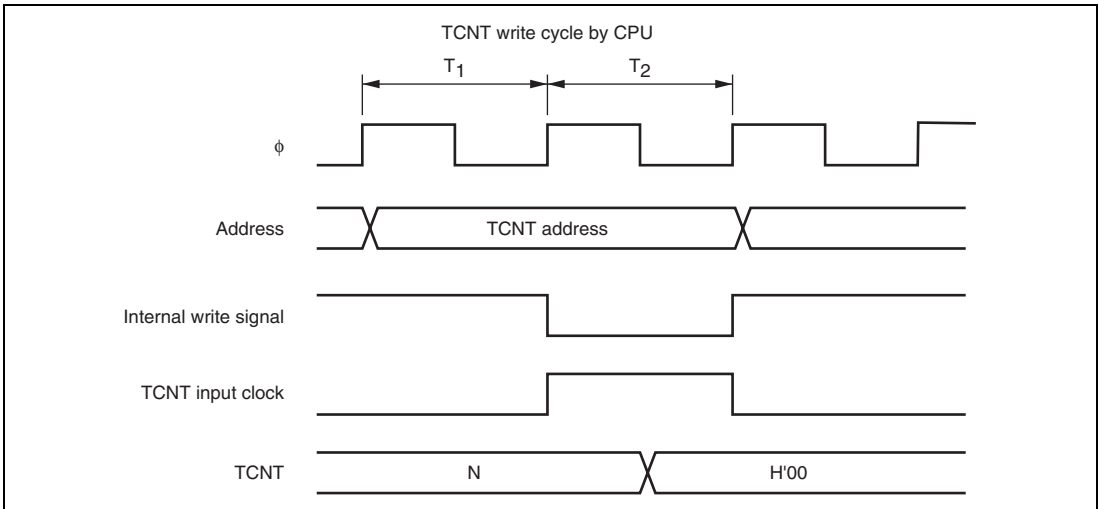 TCNT write cycle by CPU
T1 T2
φ
Address TCNT address
Internal write signal
TCNT input clock
TCNT N H'00